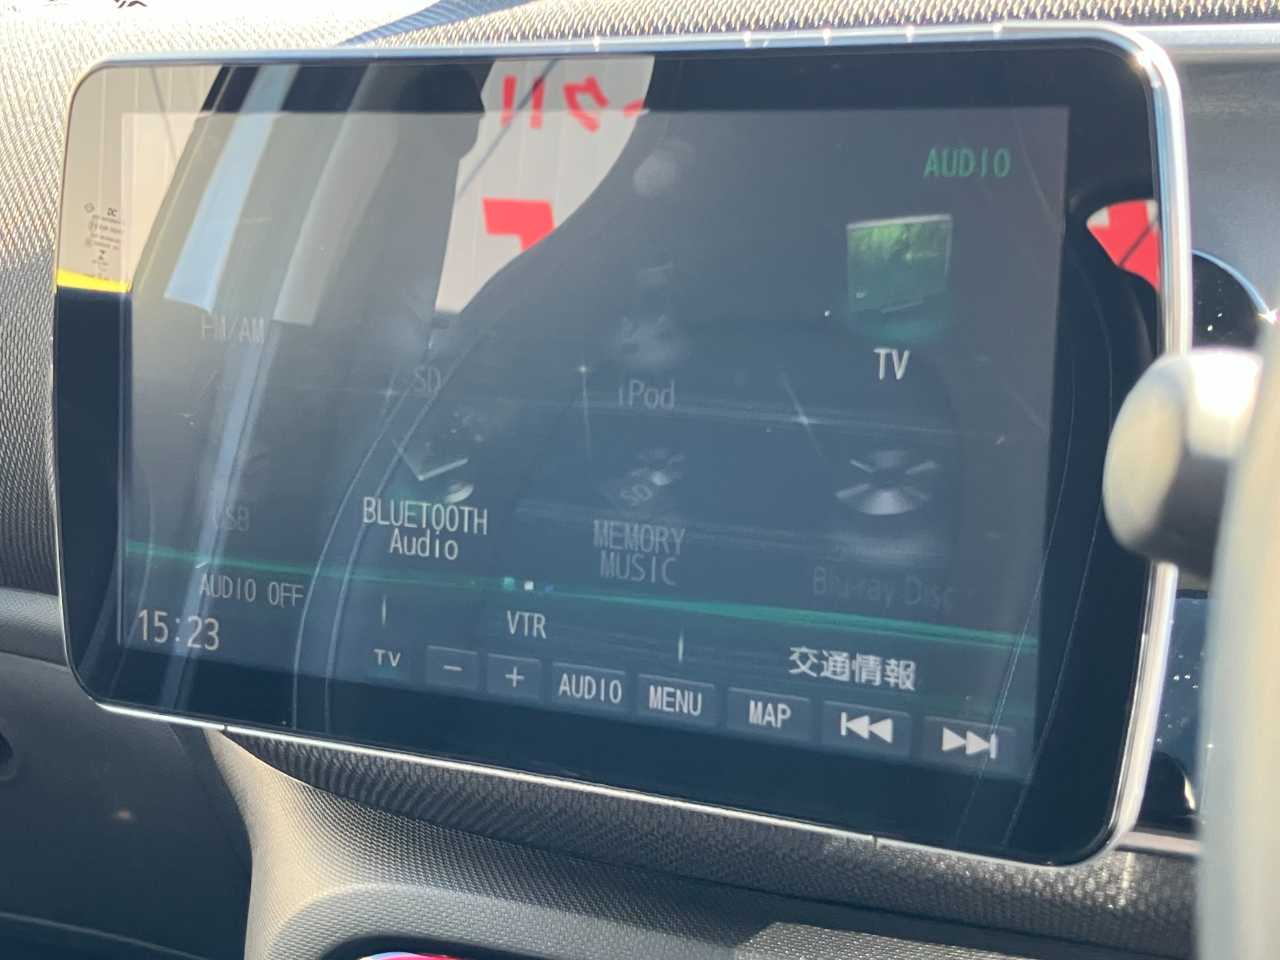 AUDIO
FM/AM
SD
iPod
TV
USB
BLUETOOTH
Audio
MEMORY
MUSIC
Blu-ray Disc
AUDIO OFF
15:23
VTR
交通情報
TV
−
+
AUDIO
MENU
MAP